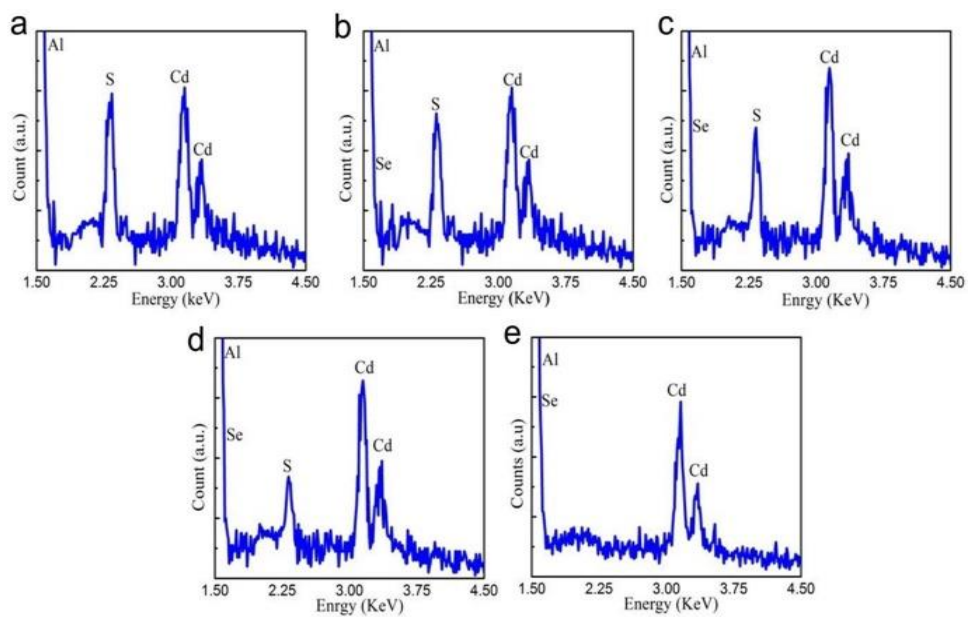 a
Al
S
Cd
Cd
Count (a.u.)
1.50 2.25 3.00 3.75 4.50
Energy (keV)
b
Al
Se
S
Cd
Cd
Count (a.u.)
1.50 2.25 3.00 3.75 4.50
Energy (KeV)
c
Al
Se
S
Cd
Cd
Count (a.u.)
1.50 2.25 3.00 3.75 4.50
Enrgy (KeV)
d
Al
Se
S
Cd
Cd
Count (a.u.)
1.50 2.25 3.00 3.75 4.50
Enrgy (KeV)
e
Al
Se
Cd
Cd
Counts (a.u)
1.50 2.25 3.00 3.75 4.50
Energy (KeV)